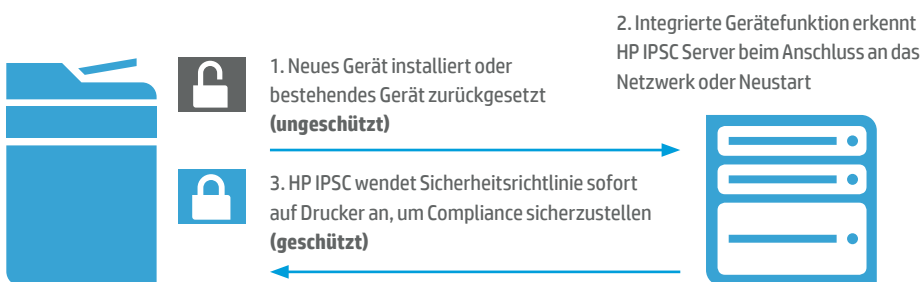 1. Neues Gerät installiert oder
bestehendes Gerät zurückgesetzt
(ungeschützt)
2. Integrierte Gerätefunktion erkennt
HP IPSC Server beim Anschluss an das
Netzwerk oder Neustart
3. HP IPSC wendet Sicherheitsrichtlinie sofort
auf Drucker an, um Compliance sicherzustellen
(geschützt)